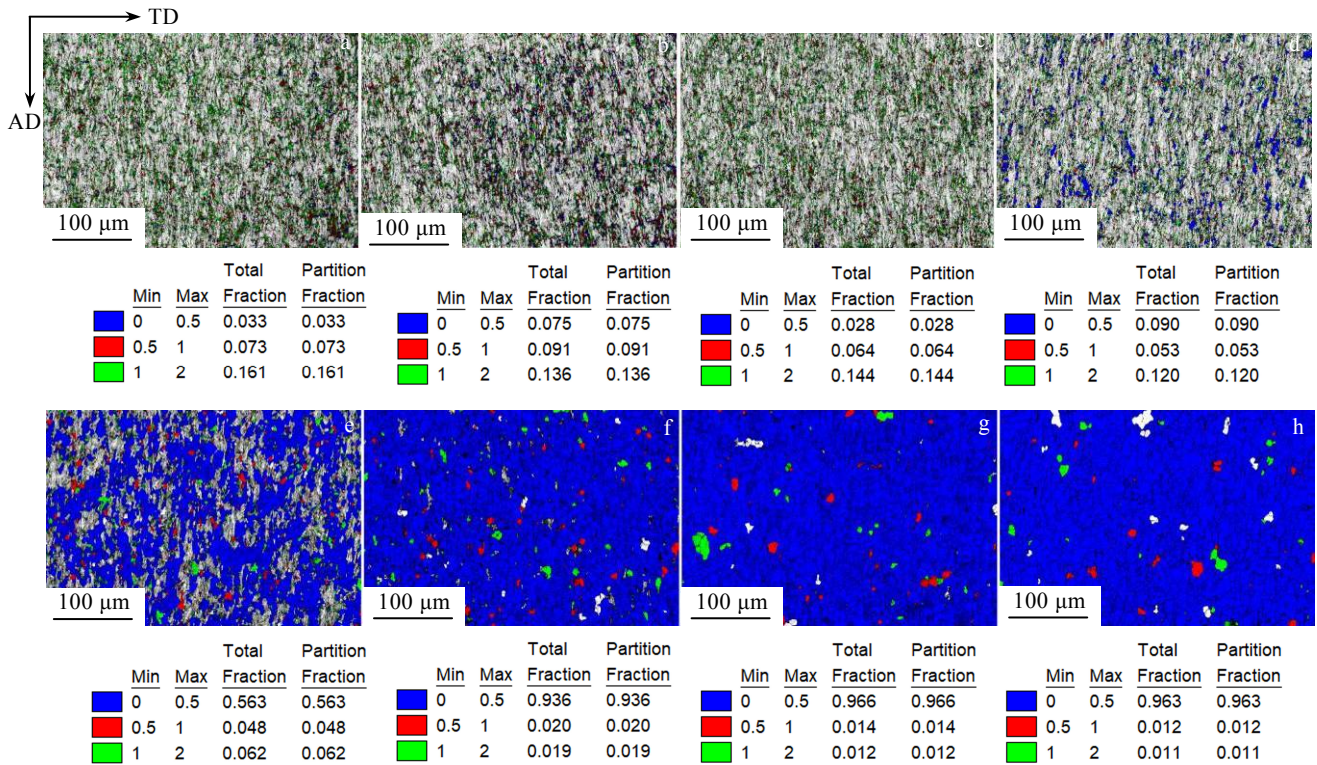 TD
AD
a b c d
100 μm 100 μm 100 μm 100 μm
Total Partition Total Partition Total Partition Total Partition
Min Max Fraction Fraction Min Max Fraction Fraction Min Max Fraction Fraction Min Max Fraction Fraction
0 0.5 0.033 0.033 0 0.5 0.075 0.075 0 0.5 0.028 0.028 0 0.5 0.090 0.090
0.5 1 0.073 0.073 0.5 1 0.091 0.091 0.5 1 0.064 0.064 0.5 1 0.053 0.053
1 2 0.161 0.161 1 2 0.136 0.136 1 2 0.144 0.144 1 2 0.120 0.120
e f g h
100 μm 100 μm 100 μm 100 μm
Total Partition Total Partition Total Partition Total Partition
Min Max Fraction Fraction Min Max Fraction Fraction Min Max Fraction Fraction Min Max Fraction Fraction
0 0.5 0.563 0.563 0 0.5 0.936 0.936 0 0.5 0.966 0.966 0 0.5 0.963 0.963
0.5 1 0.048 0.048 0.5 1 0.020 0.020 0.5 1 0.014 0.014 0.5 1 0.012 0.012
1 2 0.062 0.062 1 2 0.019 0.019 1 2 0.012 0.012 1 2 0.011 0.011